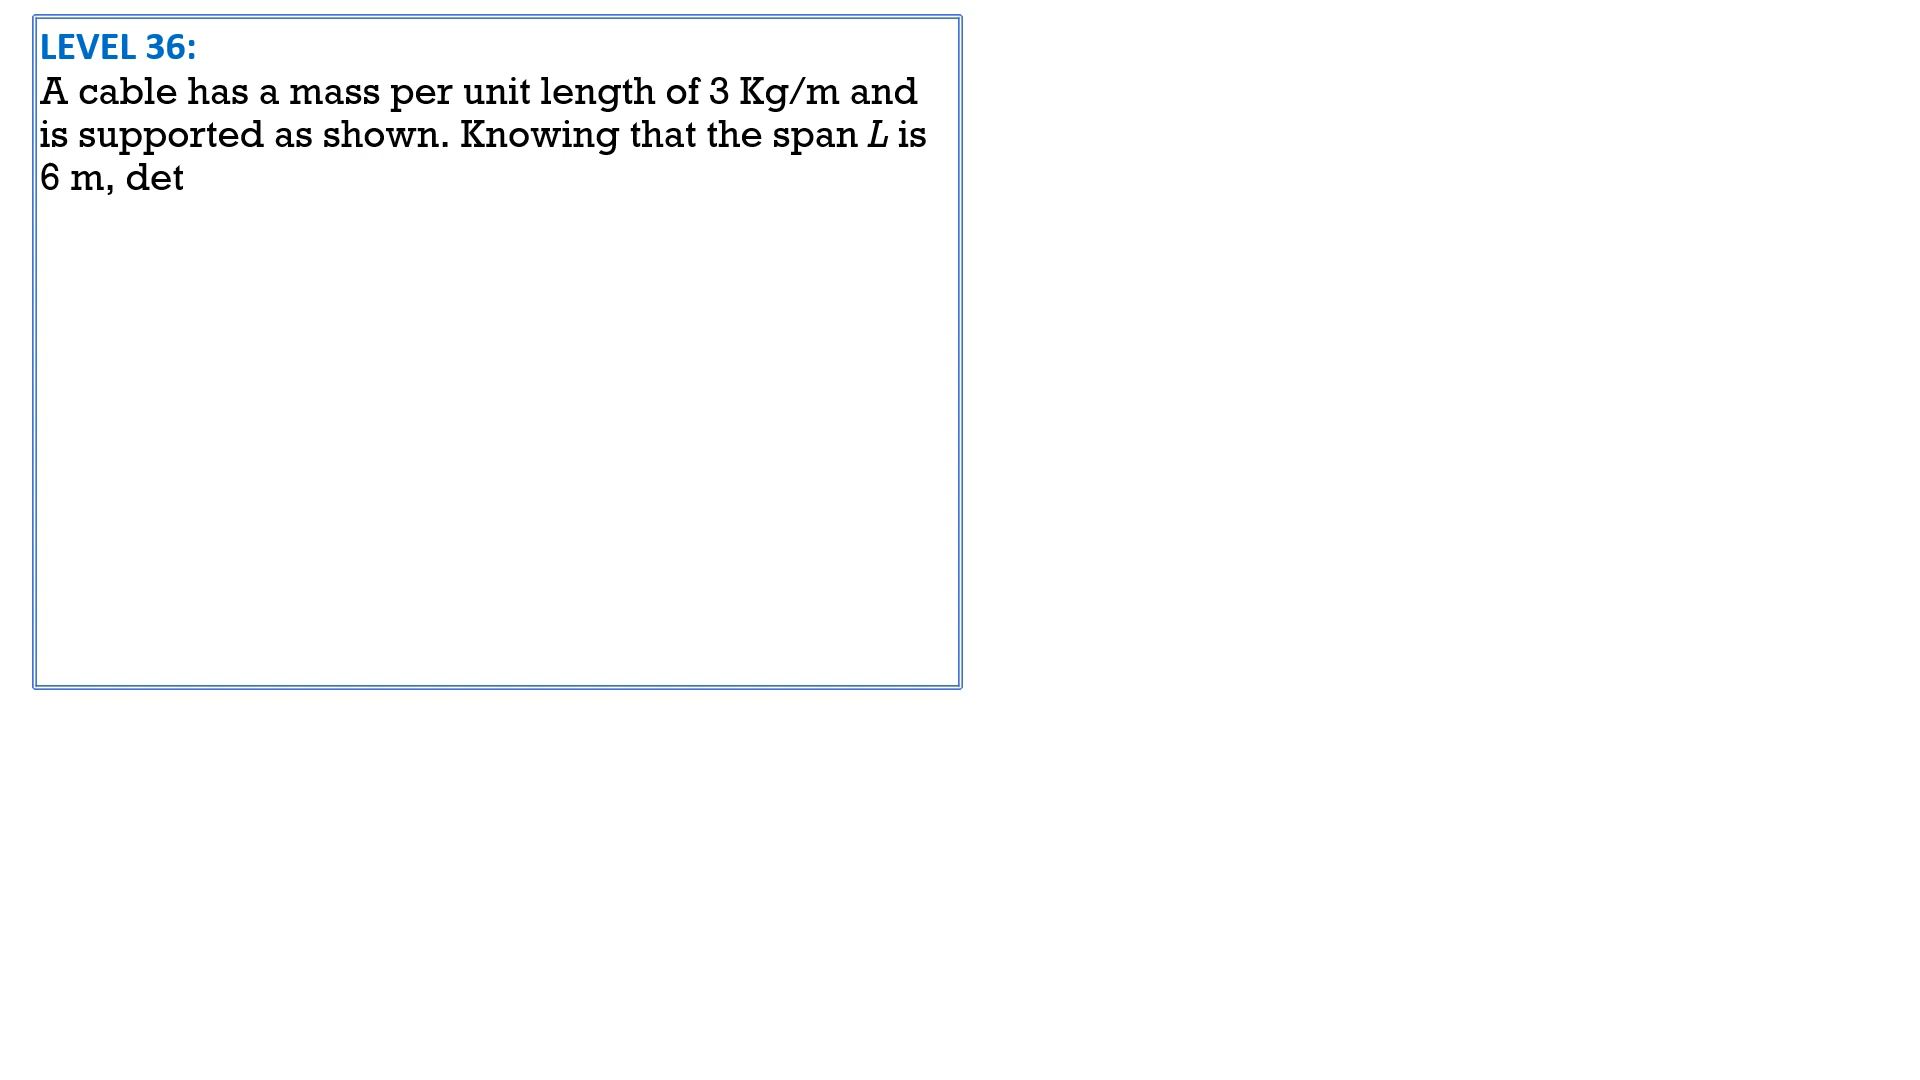 LEVEL 36:
A cable has a mass per unit length of 3 Kg/m and
is supported as shown. Knowing that the span L is
6 m, det